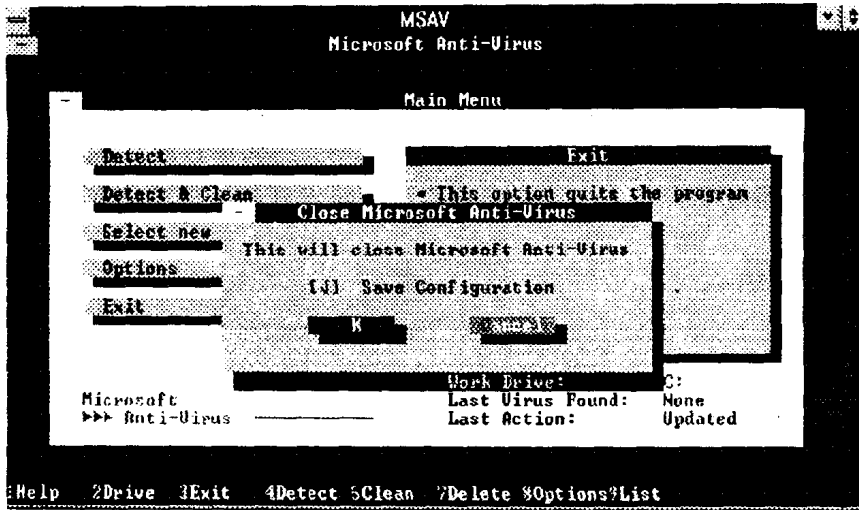 MSAV
Microsoft Anti-Virus
Main Menu
Detect
Detect & Clean
Select new
Options
Exit
Exit
• This option quits the program
Close Microsoft Anti-Virus
This will close Microsoft Anti-Virus
[√] Save Configuration
Work Drive: C:
Last Virus Found: None
Last Action: Updated
Microsoft
►►► Anti-Virus
Help 2Drive 3Exit 4Detect 5Clean 7Delete 8Options 9List